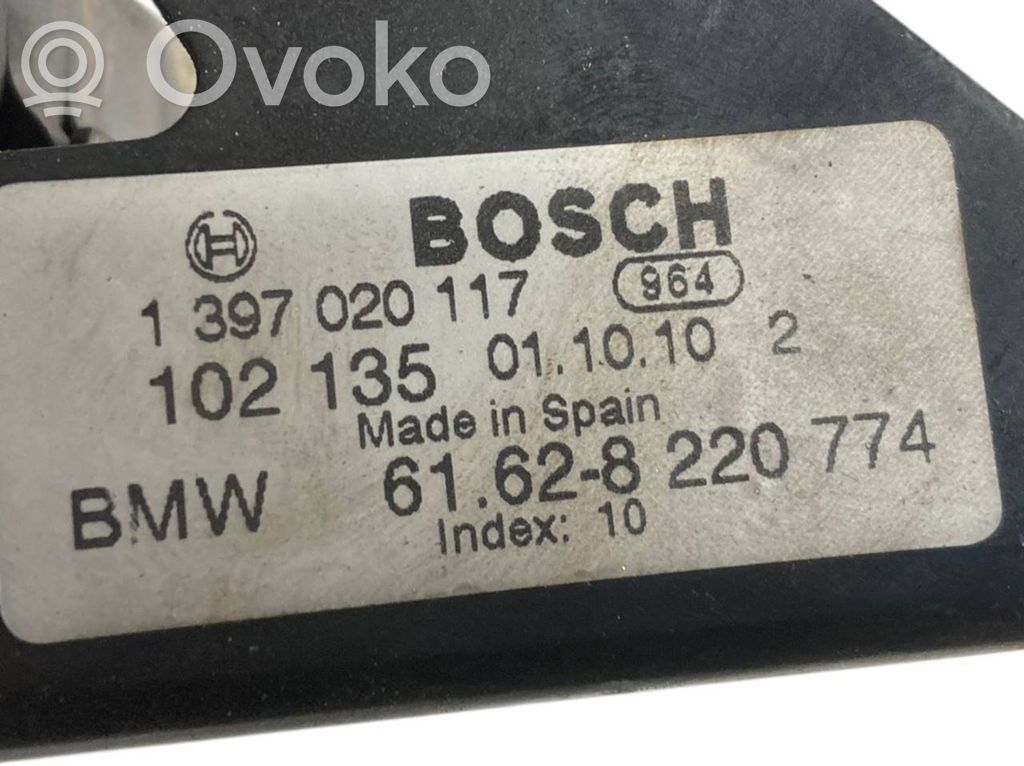 Ovoko
BOSCH
1 397 020 117 964
102 135 01.10.10 2
Made in Spain
BMW 61.62-8 220 774
Index: 10